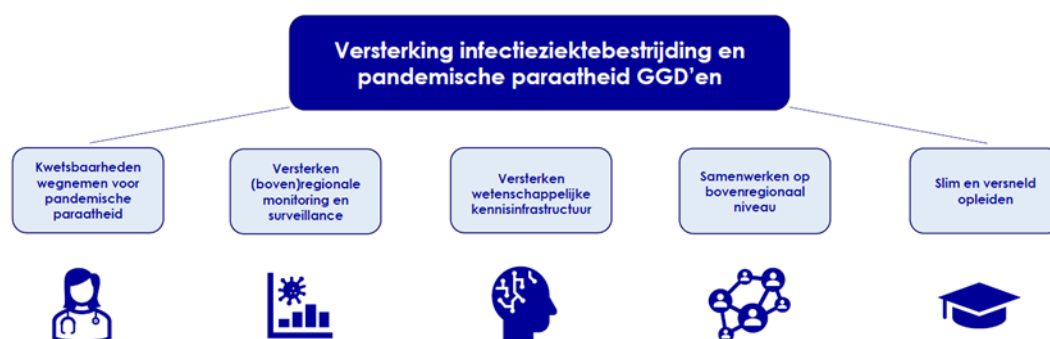 Versterking infectieziektebestrijding en
pandemische paraatheid GGD'en
Kwetsbaarheden
wegnemen voor
pandemische
paraatheid
Versterken
(boven)regionale
monitoring en
surveillance
Versterken
wetenschappelijke
kennisinfrastructuur
Samenwerken op
bovenregionaal
niveau
Slim en versneld
opleiden